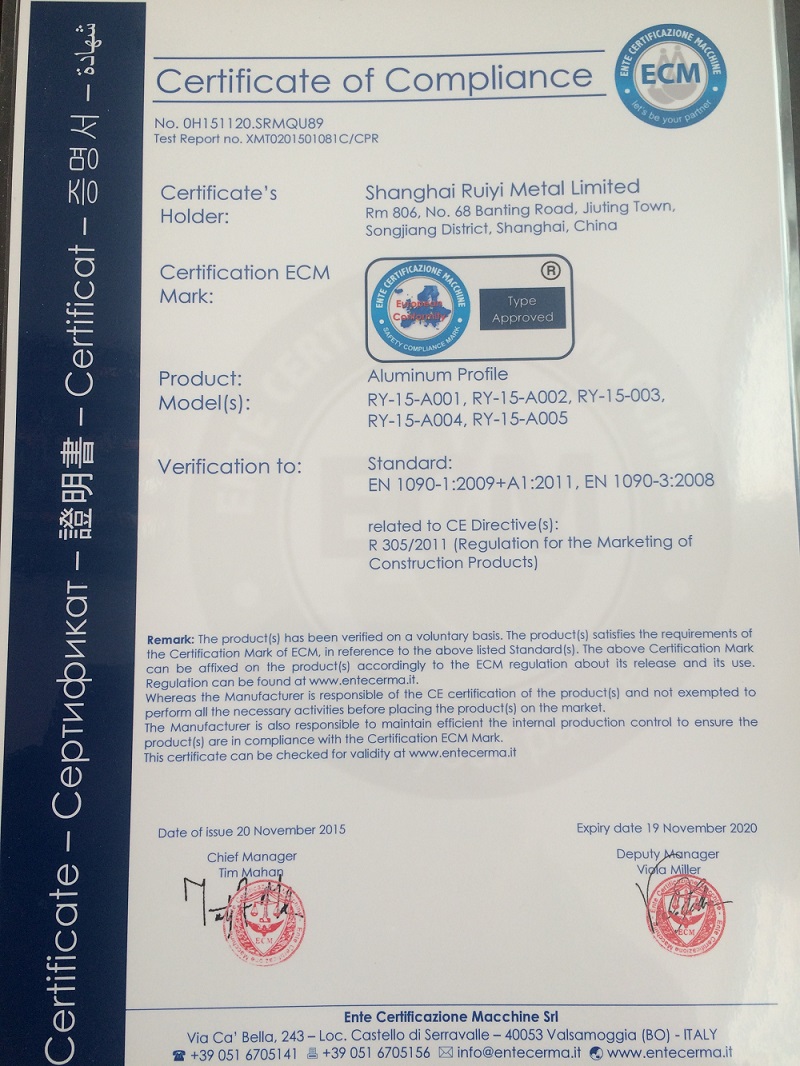 Certificate – Сертификат – 證明書 – Certificat – 증명서 – شهادة
Certificate of Compliance
ENTE CERTIFICAZIONE MACCHINE
ECM
let's be your partner
No. 0H151120.SRMQU89
Test Report no. XMT0201501081C/CPR
Certificate's
Holder:
Shanghai Ruiyi Metal Limited
Rm 806, No. 68 Banting Road, Jiuting Town,
Songjiang District, Shanghai, China
Certification ECM
Mark:
ENTE CERTIFICAZIONE MACCHINE
European
Conformity
SAFETY COMPLIANCE MARK
®
Type
Approved
Product:
Aluminum Profile
Model(s):
RY-15-A001, RY-15-A002, RY-15-003,
RY-15-A004, RY-15-A005
Verification to:
Standard:
EN 1090-1:2009+A1:2011, EN 1090-3:2008
related to CE Directive(s):
R 305/2011 (Regulation for the Marketing of
Construction Products)
Remark: The product(s) has been verified on a voluntary basis. The product(s) satisfies the requirements of
the Certification Mark of ECM, in reference to the above listed Standard(s). The above Certification Mark
can be affixed on the product(s) accordingly to the ECM regulation about its release and its use.
Regulation can be found at www.entecerma.it.
Whereas the Manufacturer is responsible of the CE certification of the product(s) and not exempted to
perform all the necessary activities before placing the product(s) on the market.
The Manufacturer is also responsible to maintain efficient the internal production control to ensure the
product(s) are in compliance with the Certification ECM Mark.
This certificate can be checked for validity at www.entecerma.it
Date of issue 20 November 2015
Expiry date 19 November 2020
Chief Manager
Tim Mahan
Deputy Manager
Viola Miller
ECM
ECM
Ente Certificazione Macchine Srl
Via Ca' Bella, 243 – Loc. Castello di Serravalle – 40053 Valsamoggia (BO) - ITALY
+39 051 6705141 +39 051 6705156 info@entecerma.it www.entecerma.it